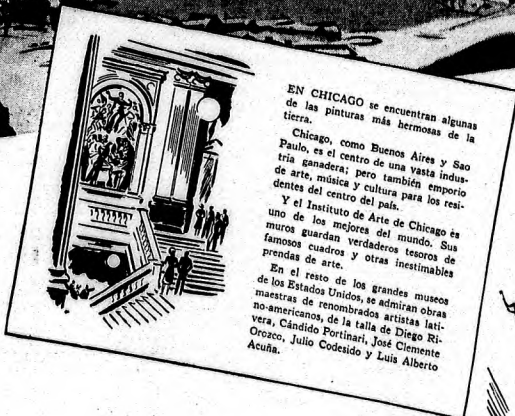 EN CHICAGO se encuentran algunas
de las pinturas más hermosas de la
tierra.
Chicago, como Buenos Aires y Sao
Paulo, es el centro de una vasta indus-
tria ganadera; pero también emporio
de arte, música y cultura para los resi-
dentes del centro del país.
Y el Instituto de Arte de Chicago es
uno de los mejores del mundo. Sus
muros guardan verdaderos tesoros de
famosos cuadros y otras inestimables
prendas de arte.
En el resto de los grandes museos
de los Estados Unidos, se admiran obras
maestras de renombrados artistas lati-
no-americanos, de la talla de Diego Ri-
vera, Cándido Portinari, José Clemente
Orozco, Julio Codesido y Luis Alberto
Acuña.